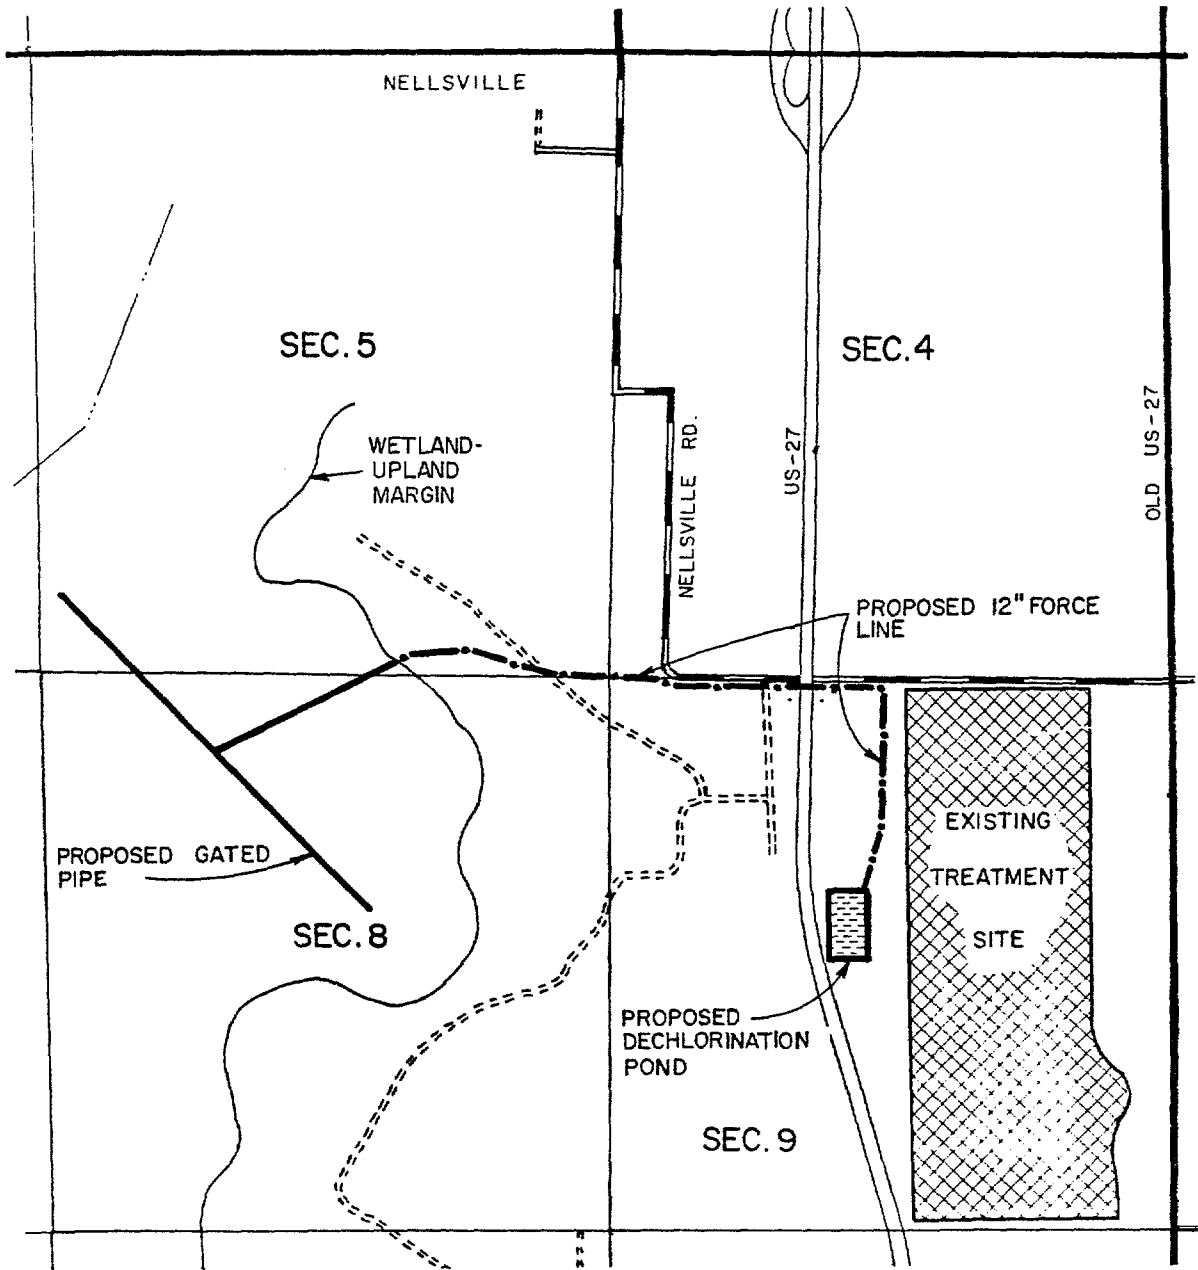 NELLSVILLE
SEC. 5
SEC. 4
WETLAND-
UPLAND
MARGIN
NELLSVILLE RD.
US-27
OLD US-27
PROPOSED 12" FORCE
LINE
PROPOSED GATED
PIPE
SEC. 8
EXISTING
TREATMENT
SITE
PROPOSED
DECHLORINATION
POND
SEC. 9